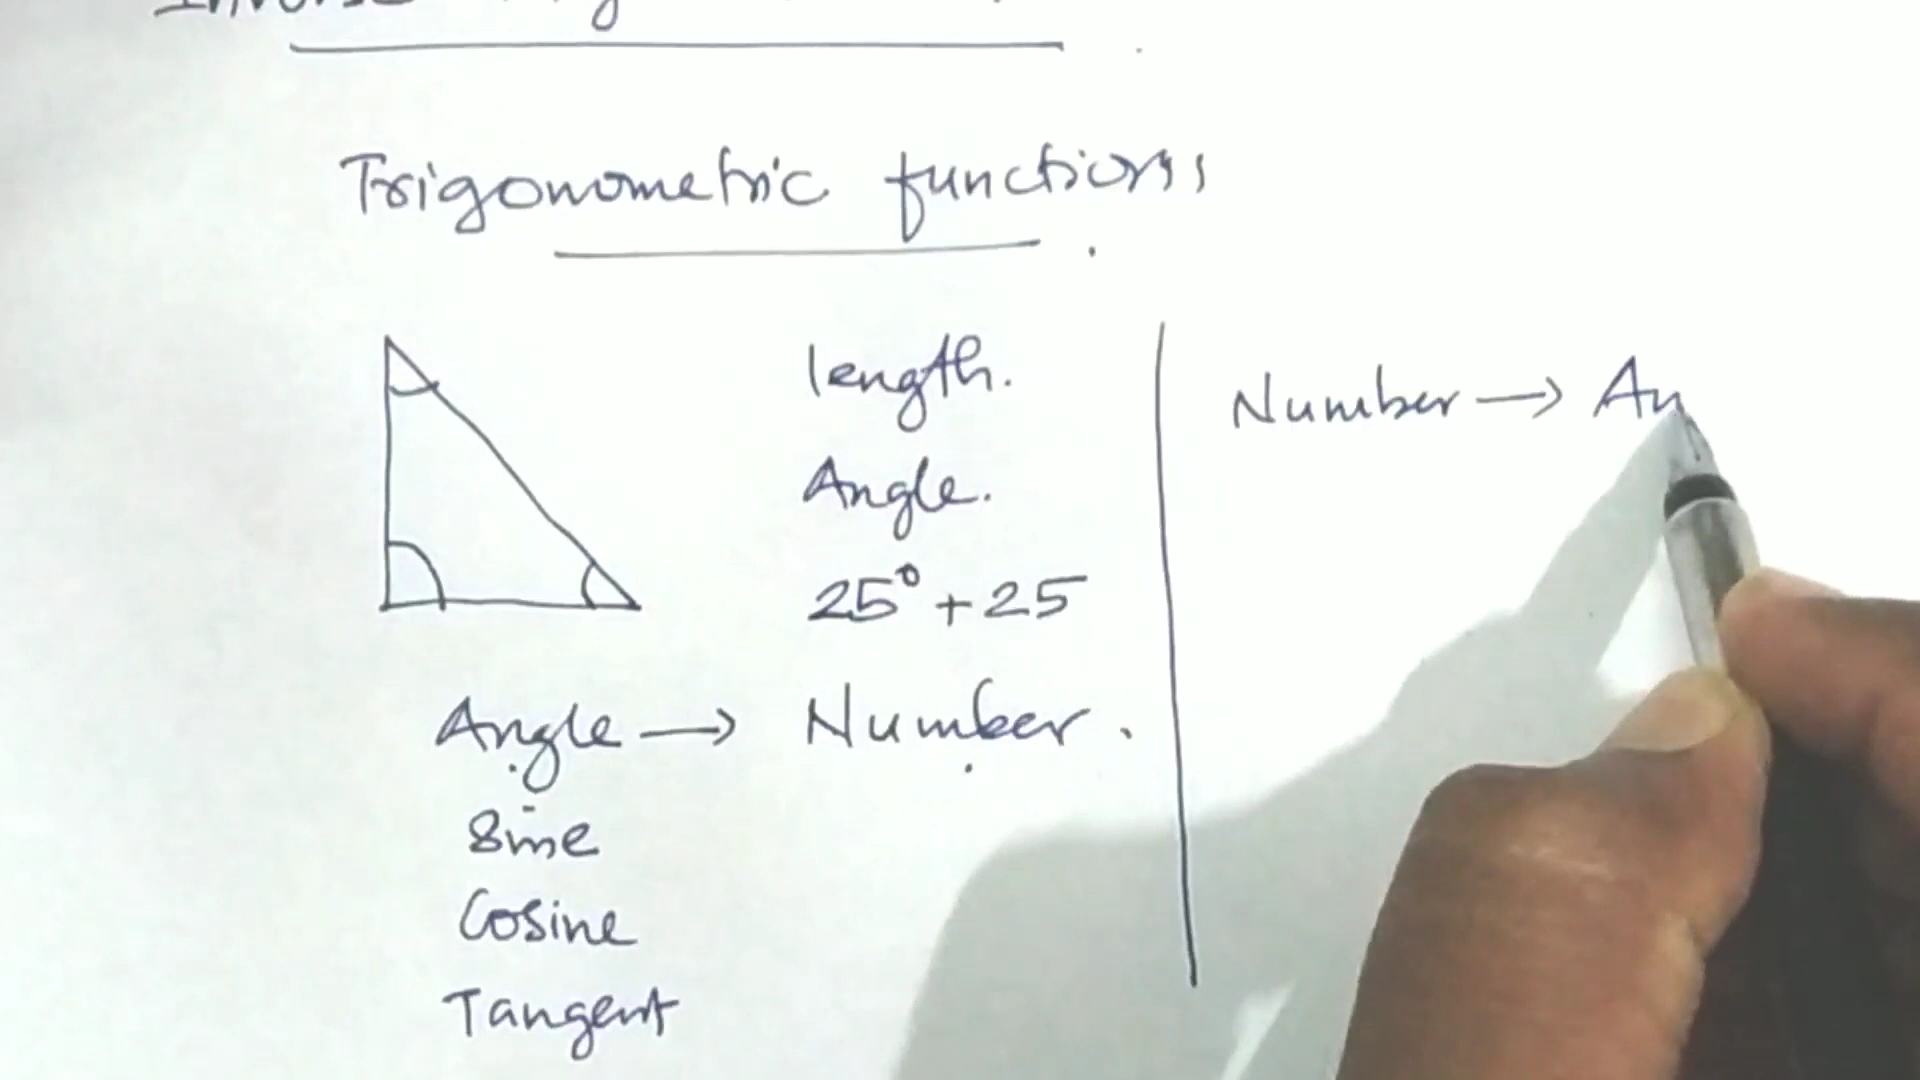 Trigonometric functions
length.
Angle.
25° + 25
Angle → Number.
Sine
Cosine
Tangent
Number → An